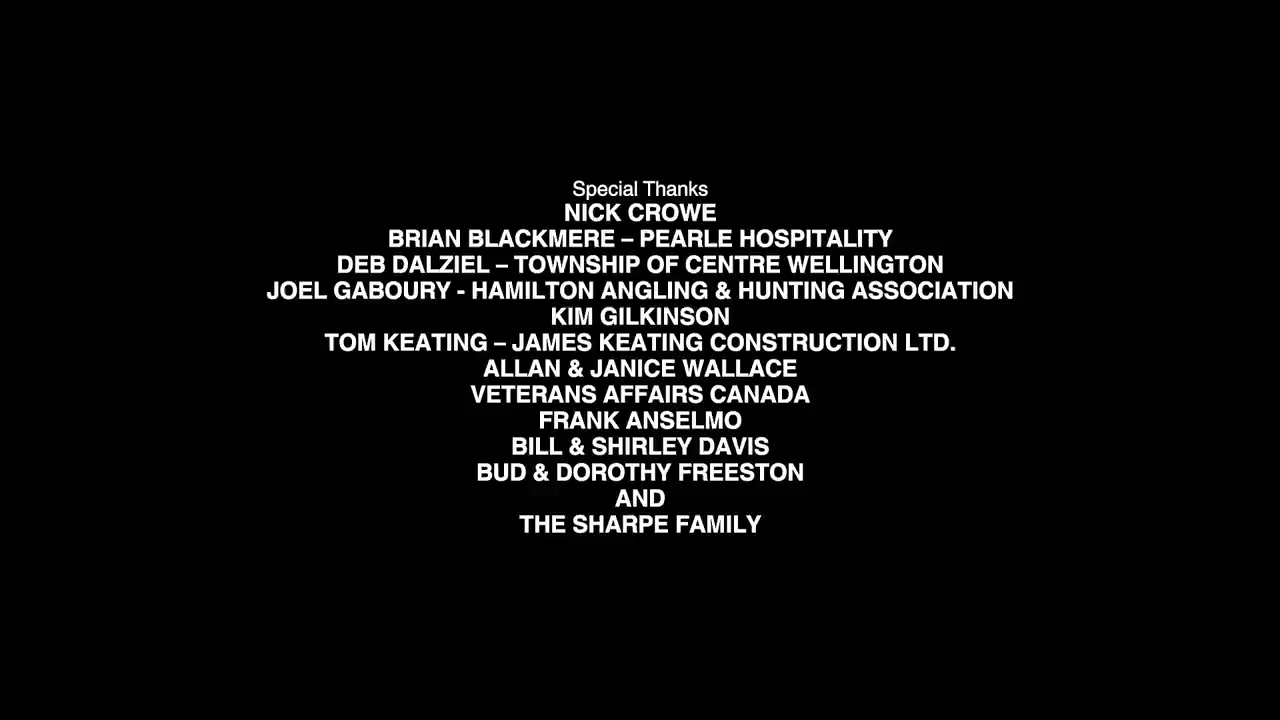 Special Thanks
NICK CROWE
BRIAN BLACKMERE – PEARLE HOSPITALITY
DEB DALZIEL – TOWNSHIP OF CENTRE WELLINGTON
JOEL GABOURY - HAMILTON ANGLING & HUNTING ASSOCIATION
KIM GILKINSON
TOM KEATING – JAMES KEATING CONSTRUCTION LTD.
ALLAN & JANICE WALLACE
VETERANS AFFAIRS CANADA
FRANK ANSELMO
BILL & SHIRLEY DAVIS
BUD & DOROTHY FREESTON
AND
THE SHARPE FAMILY